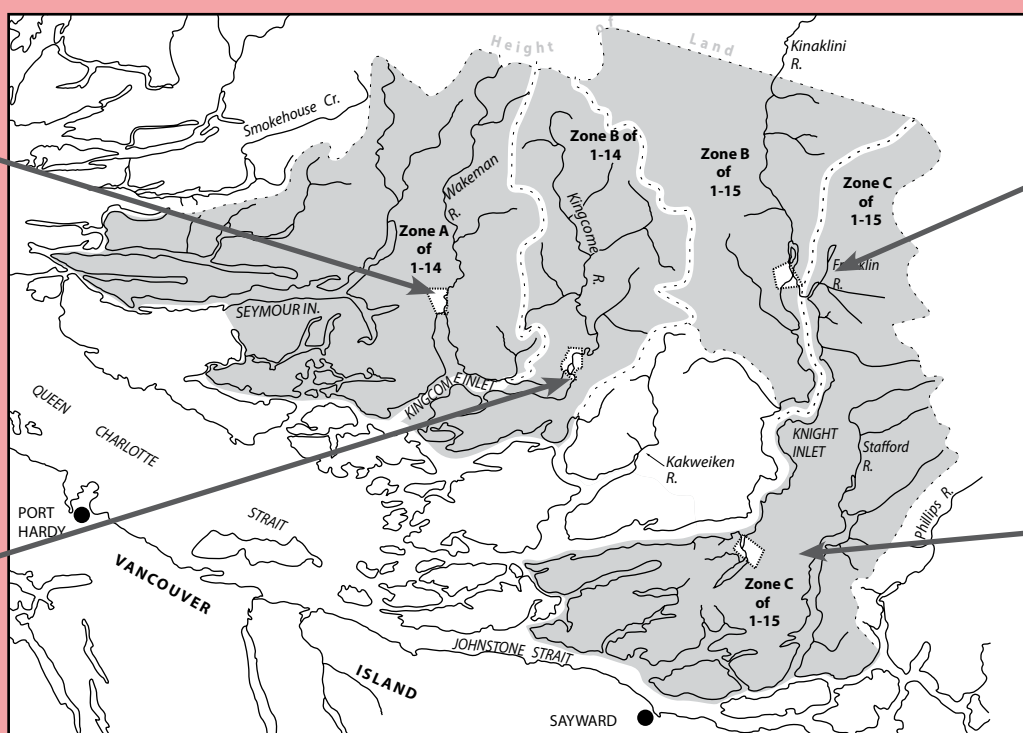 Height of Land
Kinaklini
R.
Smokehouse Cr.
Wakeman
R.
Zone B of
1-14
Zone B
of
1-15
Zone C
of
1-15
Kingcome
R.
Zone A
of
1-14
Franklin
R.
SEYMOUR IN.
KINGCOME INLET
QUEEN
CHARLOTTE
STRAIT
KNIGHT
INLET
Stafford
R.
Kakweiken
R.
Phillips R.
PORT
HARDY
VANCOUVER
ISLAND
Zone C
of
1-15
JOHNSTONE STRAIT
SAYWARD